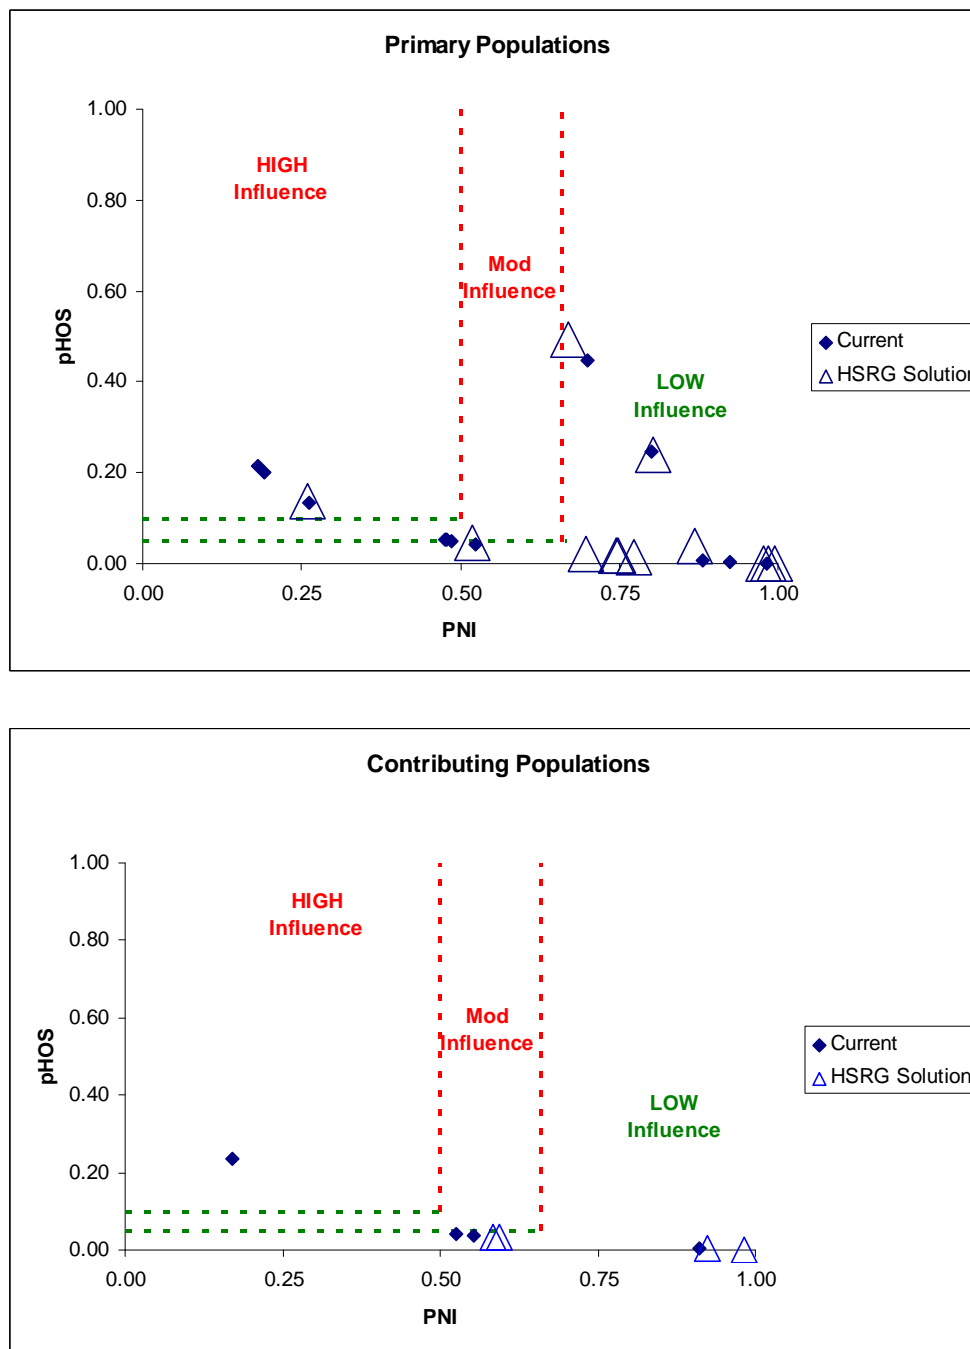 Primary Populations
1.00
HIGH
Influence
0.80
Mod
Influence
0.60
pHOS
Current
HSRG Solution
0.40
LOW
Influence
0.20
0.00
0.00
0.25
0.50
0.75
1.00
PNI
Contributing Populations
1.00
HIGH
Influence
0.80
0.60
Mod
Influence
pHOS
Current
HSRG Solution
0.40
LOW
Influence
0.20
0.00
0.00
0.25
0.50
0.75
1.00
PNI